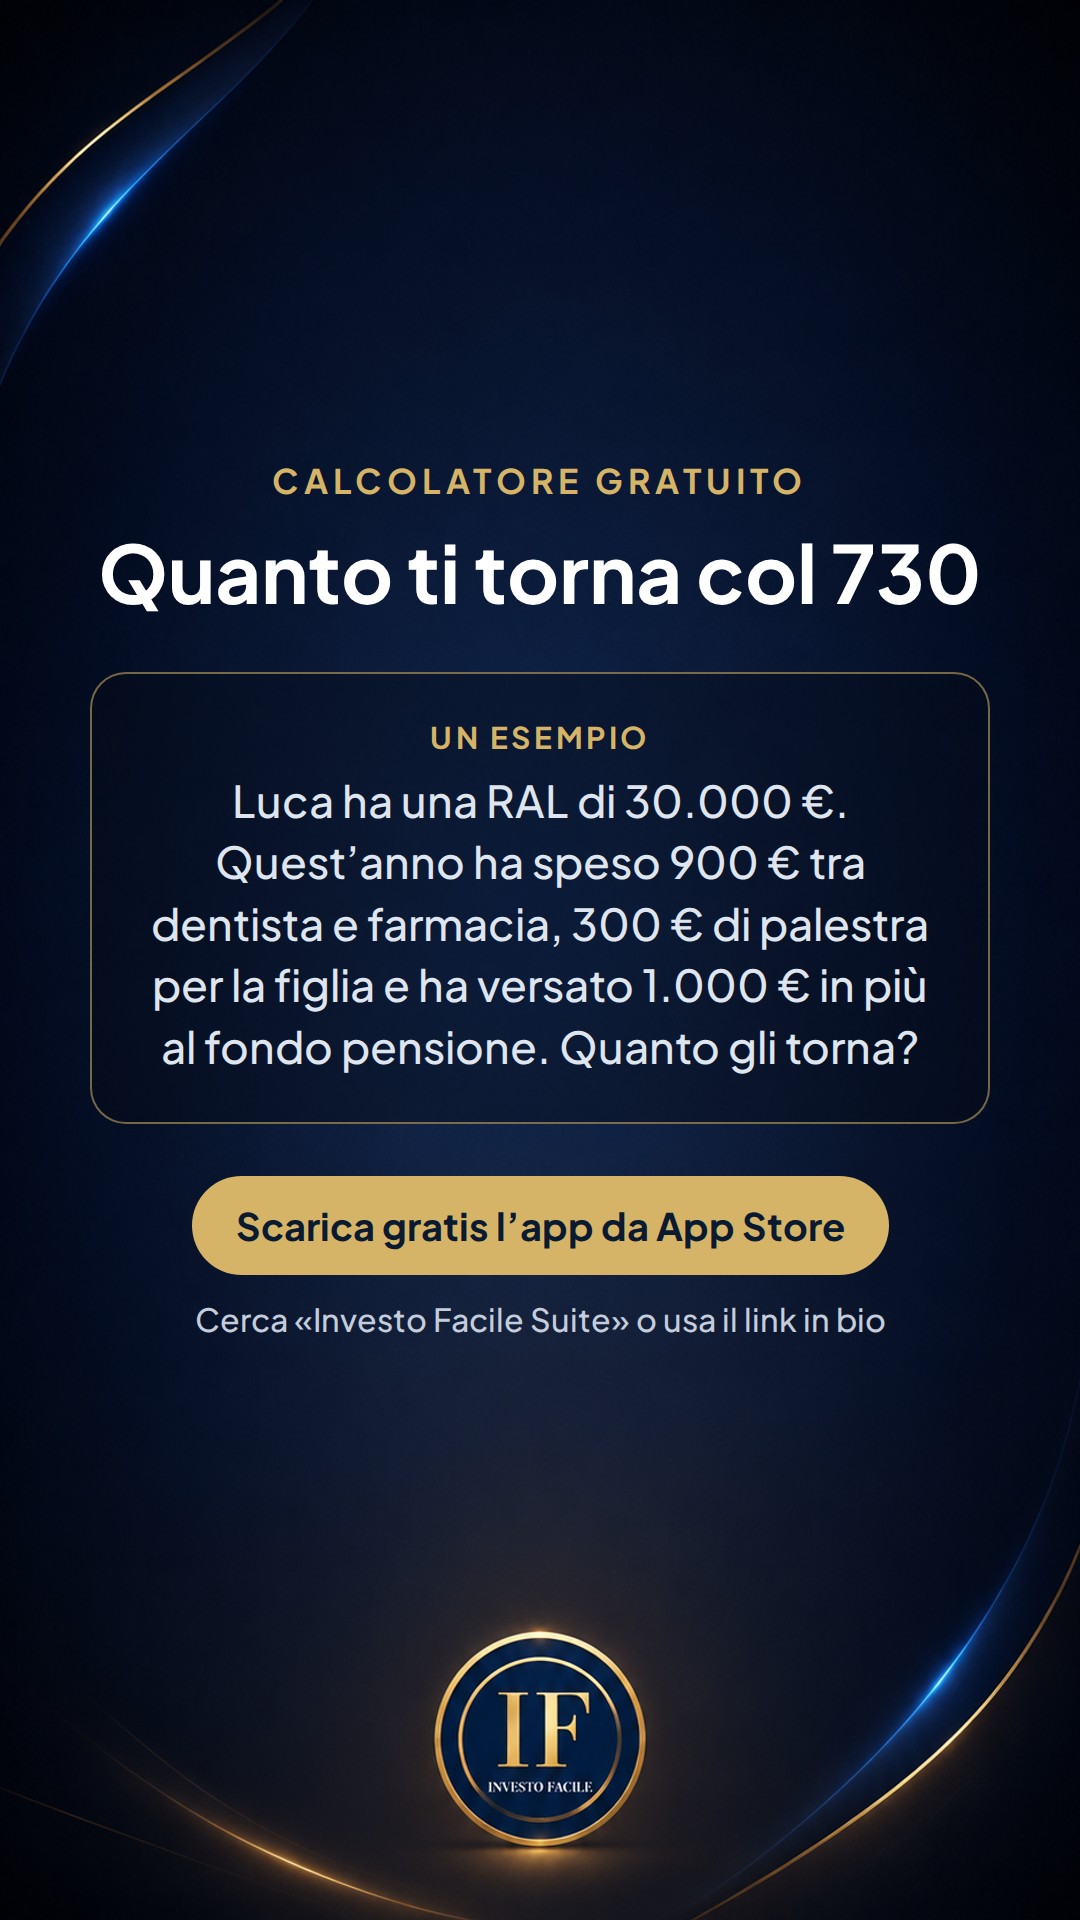 CALCOLATORE GRATUITO
Quanto ti torna col 730
UN ESEMPIO
Luca ha una RAL di 30.000 €.
Quest’anno ha speso 900 € tra
dentista e farmacia, 300 € di palestra
per la figlia e ha versato 1.000 € in più
al fondo pensione. Quanto gli torna?
Scarica gratis l’app da App Store
Cerca «Investo Facile Suite» o usa il link in bio
IF
INVESTO FACILE